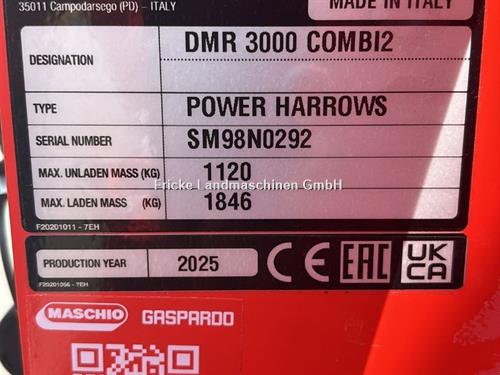 35011 Campodarsego (PD) - ITALY
MADE IN ITALY
DESIGNATION DMR 3000 COMBI2
TYPE POWER HARROWS
SERIAL NUMBER SM98N0292
MAX. UNLADEN MASS (KG) 1120
Fricke Landmaschinen GmbH
MAX. LADEN MASS (KG) 1846
F20201011 - 7EH
PRODUCTION YEAR 2025 CE EAC UK CA
F20201056 - 7EH
MASCHIO GASPARDO